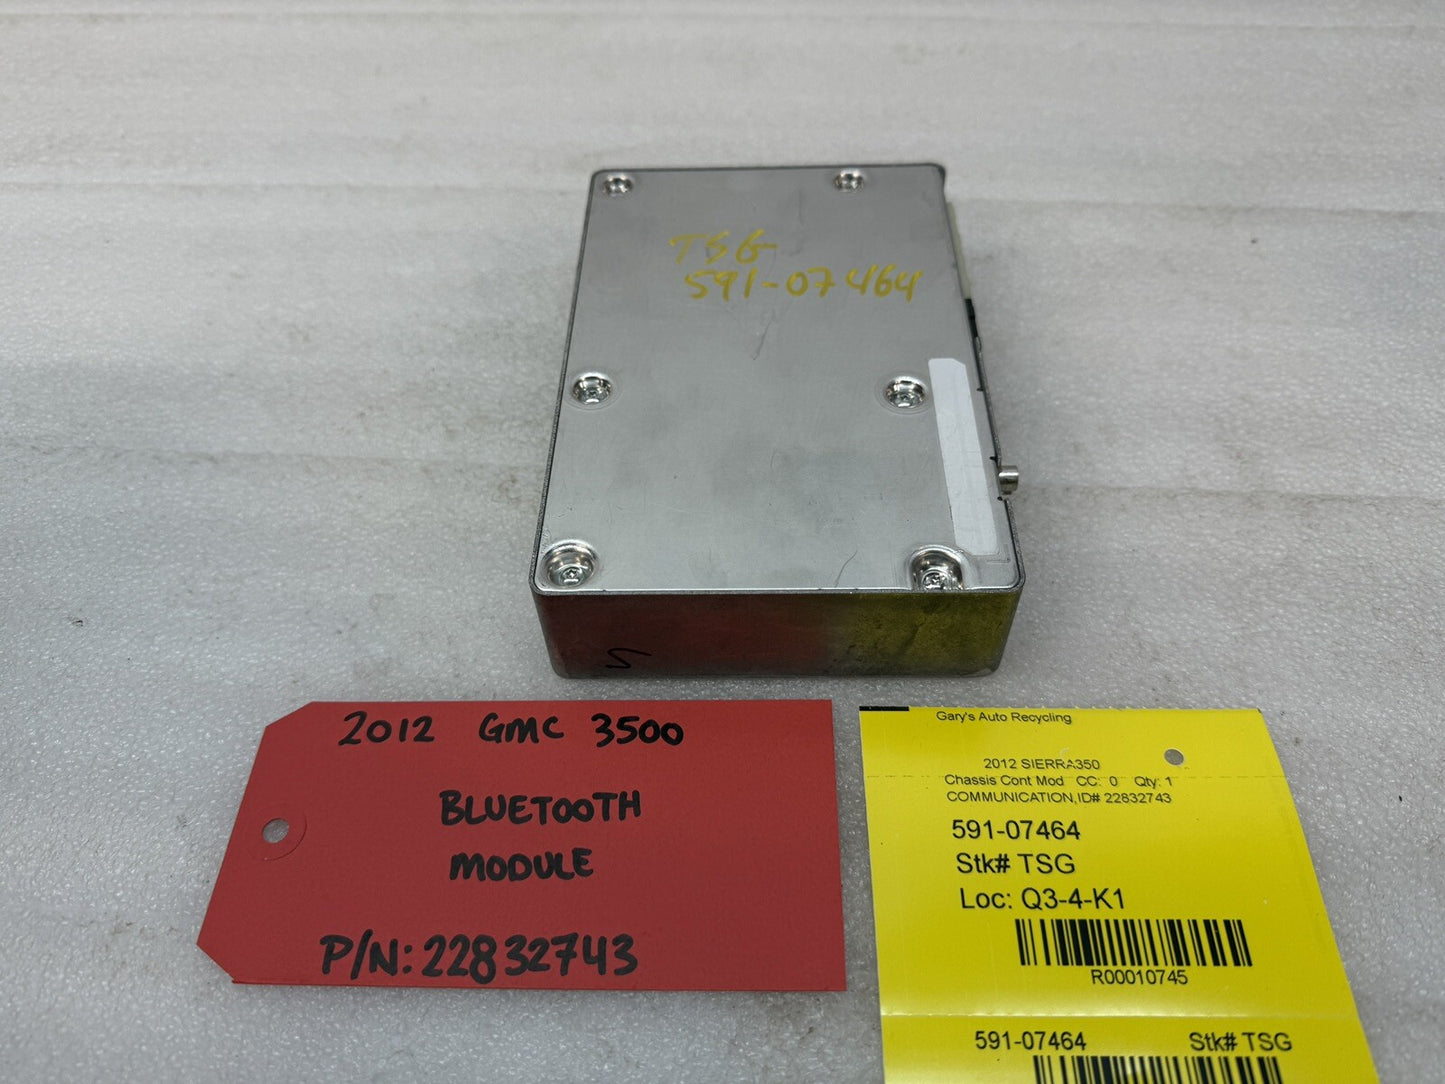 TSG
591-07464
2012 GMC 3500
BLUETOOTH
MODULE
P/N: 22832743
Gary's Auto Recycling
2012 SIERRA350
Chassis Cont Mod CC: 0 Qty: 1
COMMUNICATION,ID# 22832743
591-07464
Stk# TSG
Loc: Q3-4-K1
R00010745
591-07464 Stk# TSG